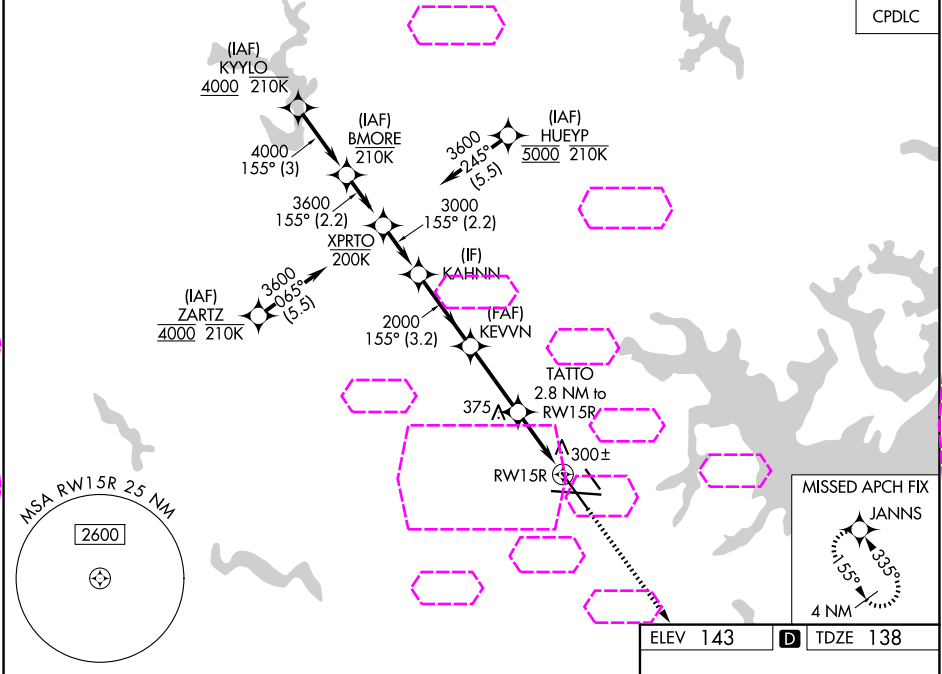 CPDLC
(IAF)
KYYLO
4000 210K
(IAF)
BMORE
210K
(IAF)
HUEYP
5000 210K
4000
155° (3)
3600
245°
(5.5)
3600
155° (2.2)
3000
155° (2.2)
XPRTO
200K
(IF)
KAHNN
(IAF)
ZARTZ
4000 210K
3600
065°
(5.5)
2000
155° (3.2)
(FAF)
KEVVN
TATTO
2.8 NM to
RW15R
375
300±
RW15R
MSA RW15R 25 NM
2600
MISSED APCH FIX
JANNS
155°
335°
4 NM
ELEV 143 D TDZE 138